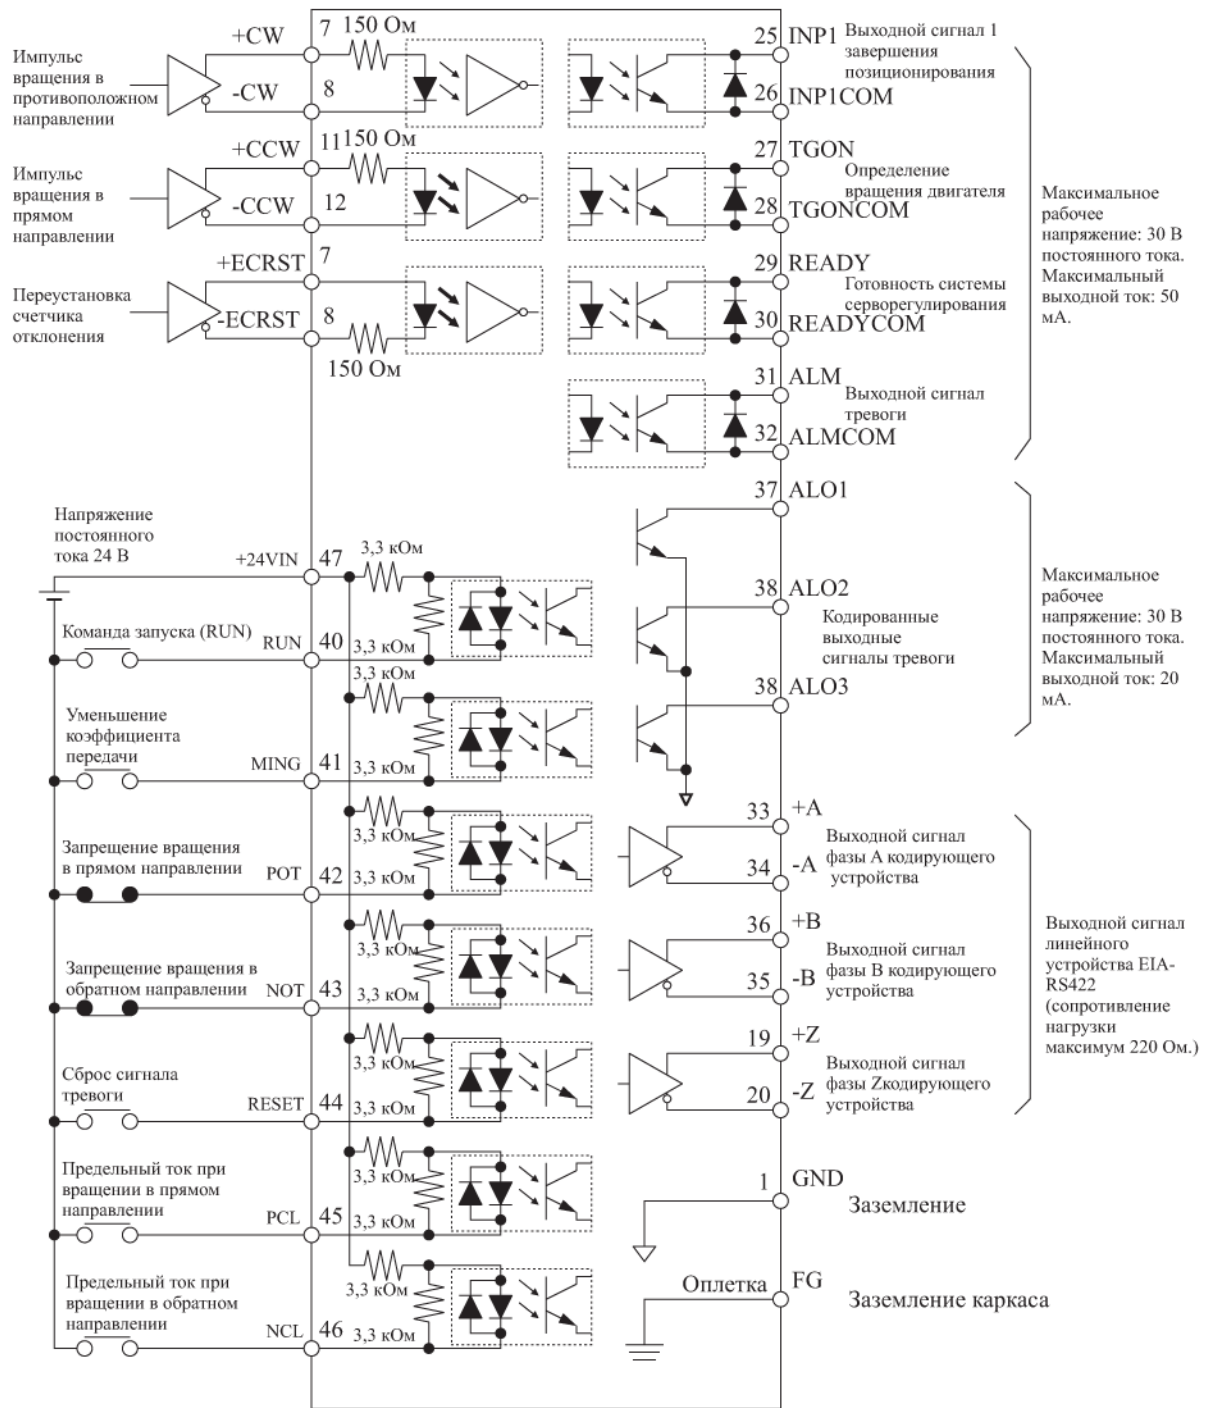 +CW
7
150 Ом
Импульс
вращения в
противоположном
направлении
-CW
8
+CCW
11
150 Ом
Импульс
вращения в
прямом
направлении
-CCW
12
+ECRST
7
Переустановка
счетчика
отклонения
-ECRST
8
150 Ом
25
INP1
Выходной сигнал 1
завершения
позиционирования
26
INP1COM
27
TGON
Определение
вращения двигателя
28
TGONCOM
29
READY
Готовность системы
серворегулирования
30
READYCOM
31
ALM
Выходной сигнал
тревоги
32
ALMCOM
Максимальное
рабочее
напряжение: 30 В
постоянного тока.
Максимальный
выходной ток: 50
мА.
37
ALO1
38
ALO2
Кодированные
выходные
сигналы тревоги
38
ALO3
Максимальное
рабочее
напряжение: 30 В
постоянного тока.
Максимальный
выходной ток: 20
мА.
Напряжение
постоянного
тока 24 В
+24VIN
47
3,3 кОм
Команда запуска (RUN)
RUN
40
3,3 кОм
3,3 кОм
Уменьшение
коэффициента
передачи
MING
41
3,3 кОм
3,3 кОм
Запрещение вращения
в прямом направлении
POT
42
3,3 кОм
3,3 кОм
Запрещение вращения в
обратном направлении
NOT
43
3,3 кОм
3,3 кОм
Сброс сигнала
тревоги
RESET
44
3,3 кОм
3,3 кОм
Предельный ток при
вращении в прямом
направлении
PCL
45
3,3 кОм
3,3 кОм
Предельный ток при
вращении в обратном
направлении
NCL
46
3,3 кОм
33
+A
Выходной сигнал
фазы А кодирующего
устройства
34
-A
36
+B
Выходной сигнал
фазы В кодирующего
устройства
35
-B
19
+Z
Выходной сигнал
фазы Zкодирующего
устройства
20
-Z
Выходной сигнал
линейного
устройства EIA-
RS422
(сопротивление
нагрузки
максимум 220 Ом.)
1
GND
Заземление
Оплетка
FG
Заземление каркаса